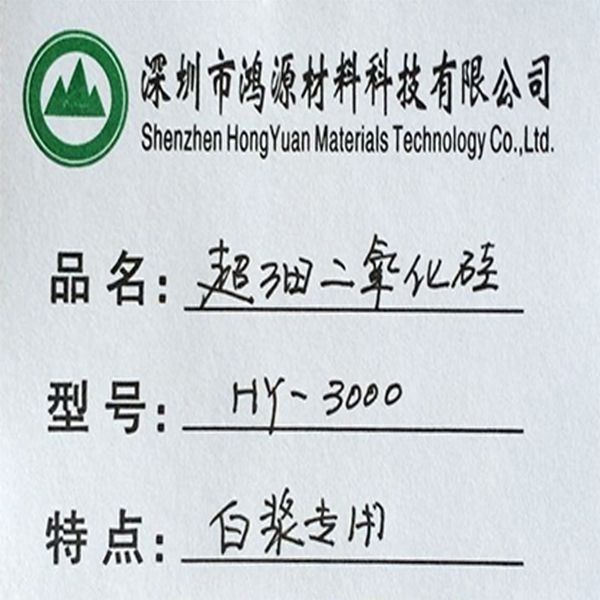 深圳市鸿源材料科技有限公司
Shenzhen HongYuan Materials Technology Co.,Ltd.
品名：超细二氧化硅
型号：HY-3000
特点：白浆专用